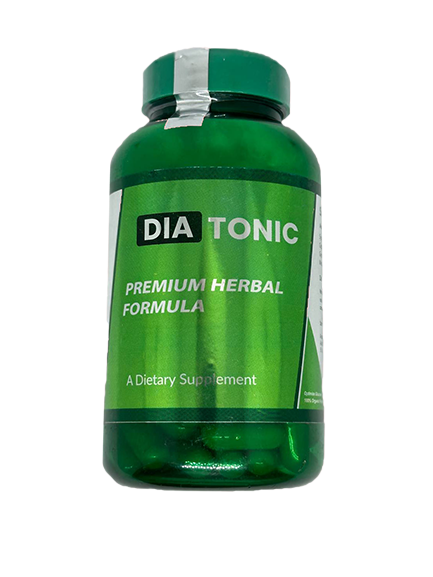 DIA TONIC
PREMIUM HERBAL
FORMULA
A Dietary Supplement